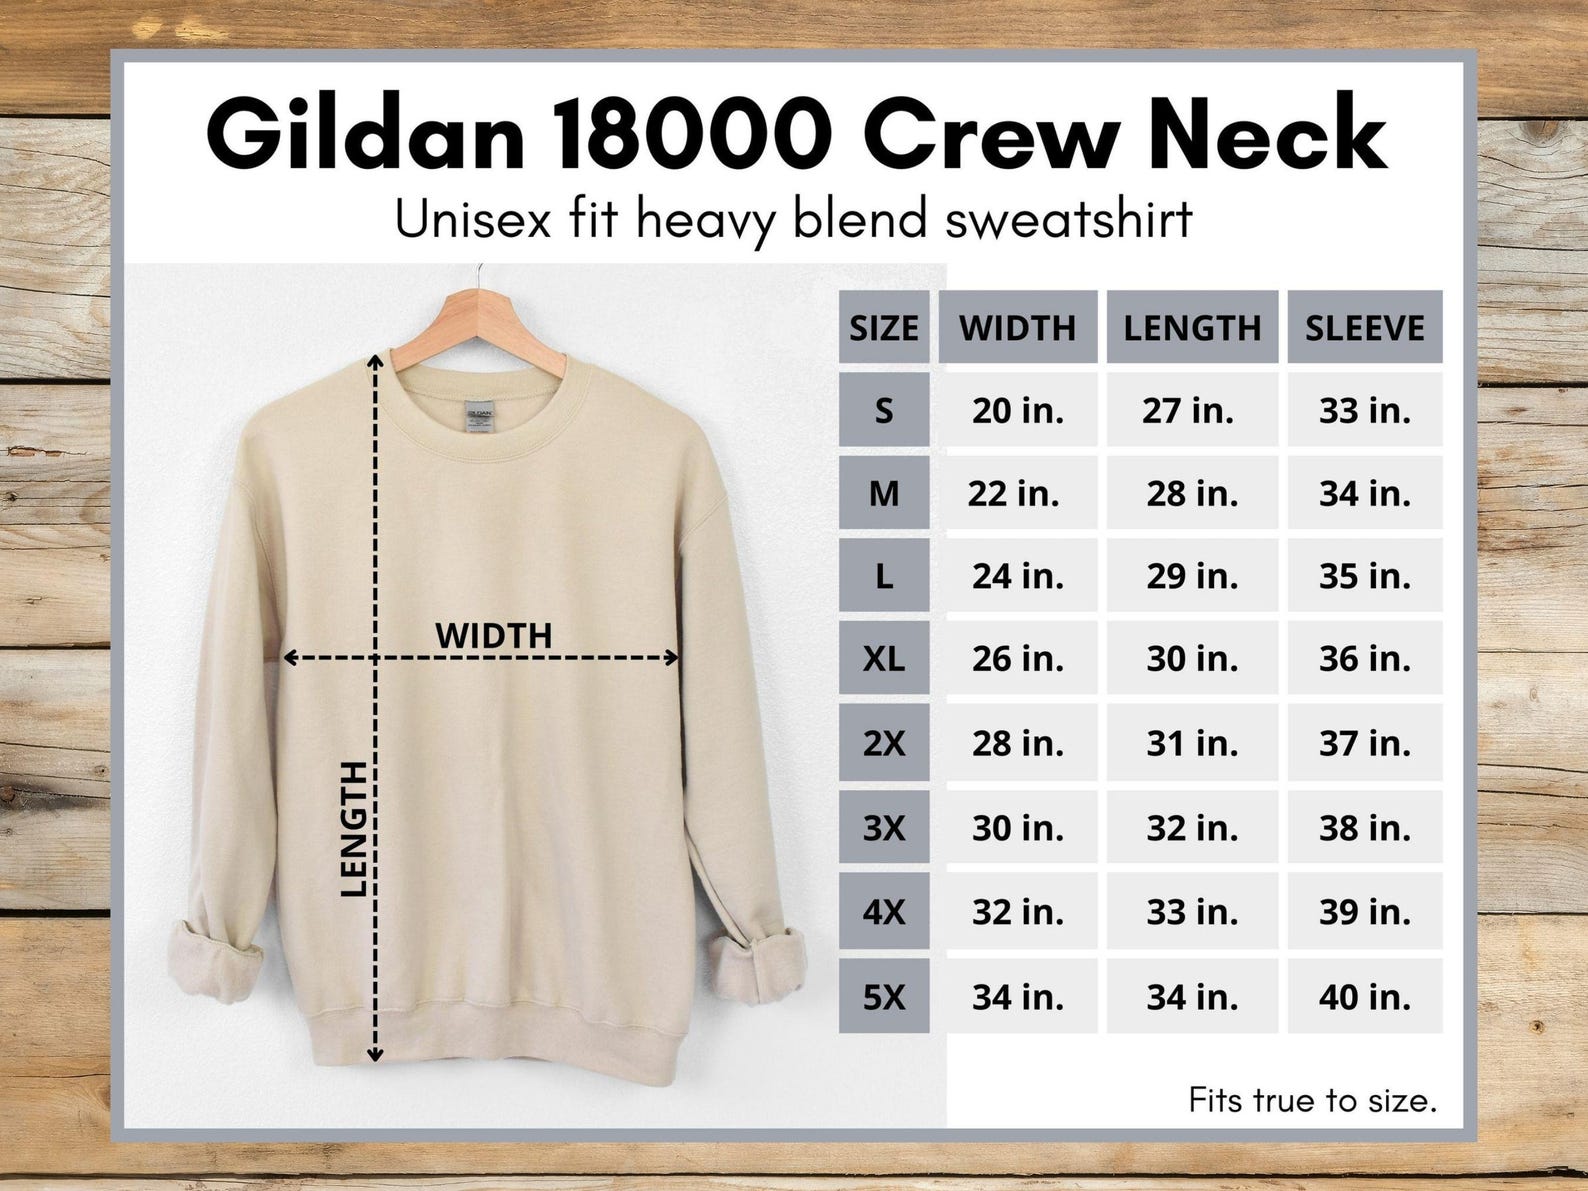 Gildan 18000 Crew Neck
Unisex fit heavy blend sweatshirt
SIZE WIDTH LENGTH SLEEVE
S 20 in. 27 in. 33 in.
M 22 in. 28 in. 34 in.
L 24 in. 29 in. 35 in.
XL 26 in. 30 in. 36 in.
2X 28 in. 31 in. 37 in.
3X 30 in. 32 in. 38 in.
4X 32 in. 33 in. 39 in.
5X 34 in. 34 in. 40 in.
WIDTH
LENGTH
GILDAN
Fits true to size.